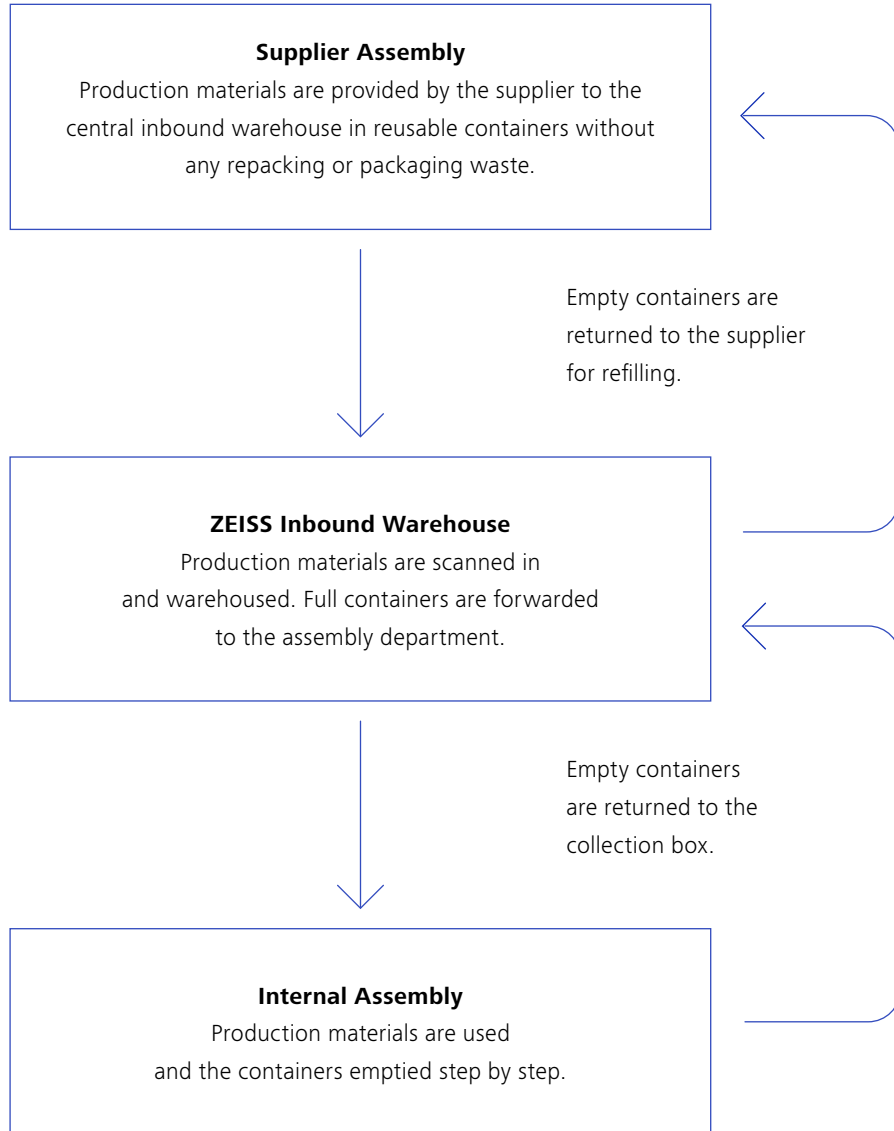 Supplier Assembly
Production materials are provided by the supplier to the
central inbound warehouse in reusable containers without
any repacking or packaging waste.
Empty containers are
returned to the supplier
for refilling.
ZEISS Inbound Warehouse
Production materials are scanned in
and warehoused. Full containers are forwarded
to the assembly department.
Empty containers
are returned to the
collection box.
Internal Assembly
Production materials are used
and the containers emptied step by step.